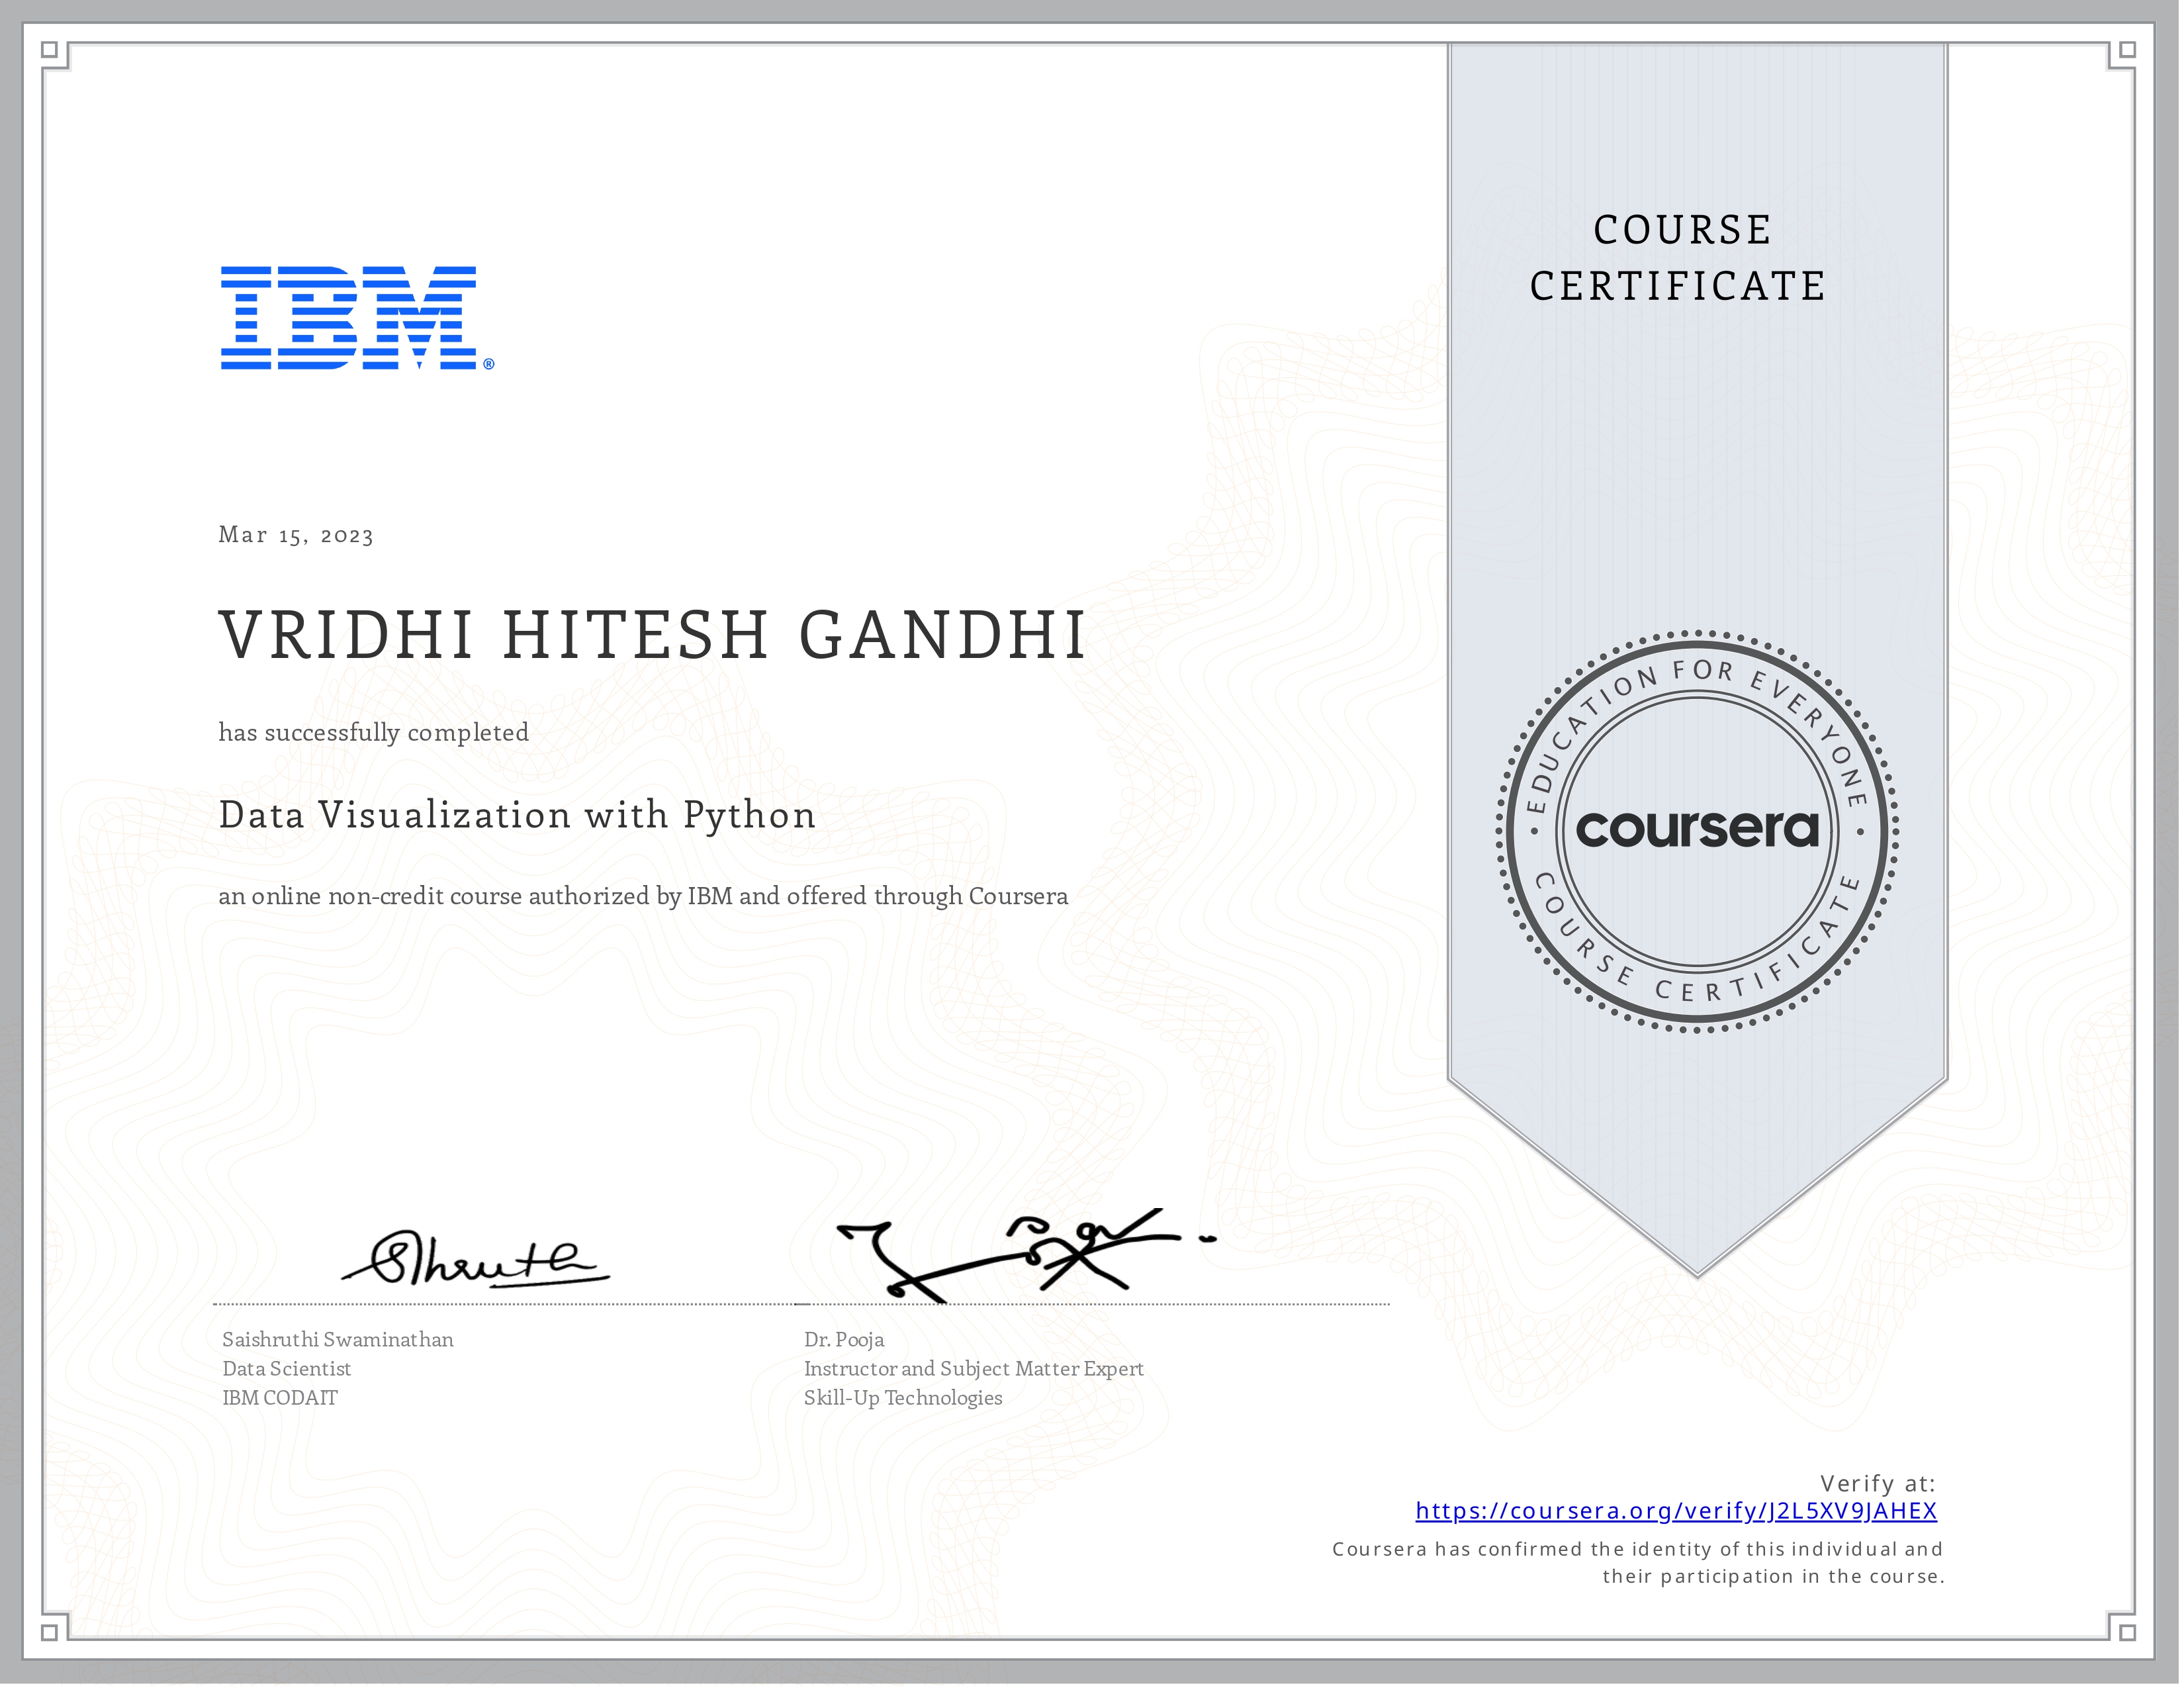 IBM®
COURSE
CERTIFICATE
Mar 15, 2023
VRIDHI HITESH GANDHI
has successfully completed
Data Visualization with Python
an online non-credit course authorized by IBM and offered through Coursera
EDUCATION FOR EVERYONE
coursera
COURSE CERTIFICATE
Saishruthi Swaminathan
Data Scientist
IBM CODAIT
Dr. Pooja
Instructor and Subject Matter Expert
Skill-Up Technologies
Verify at:
https://coursera.org/verify/J2L5XV9JAHEX
Coursera has confirmed the identity of this individual and
their participation in the course.